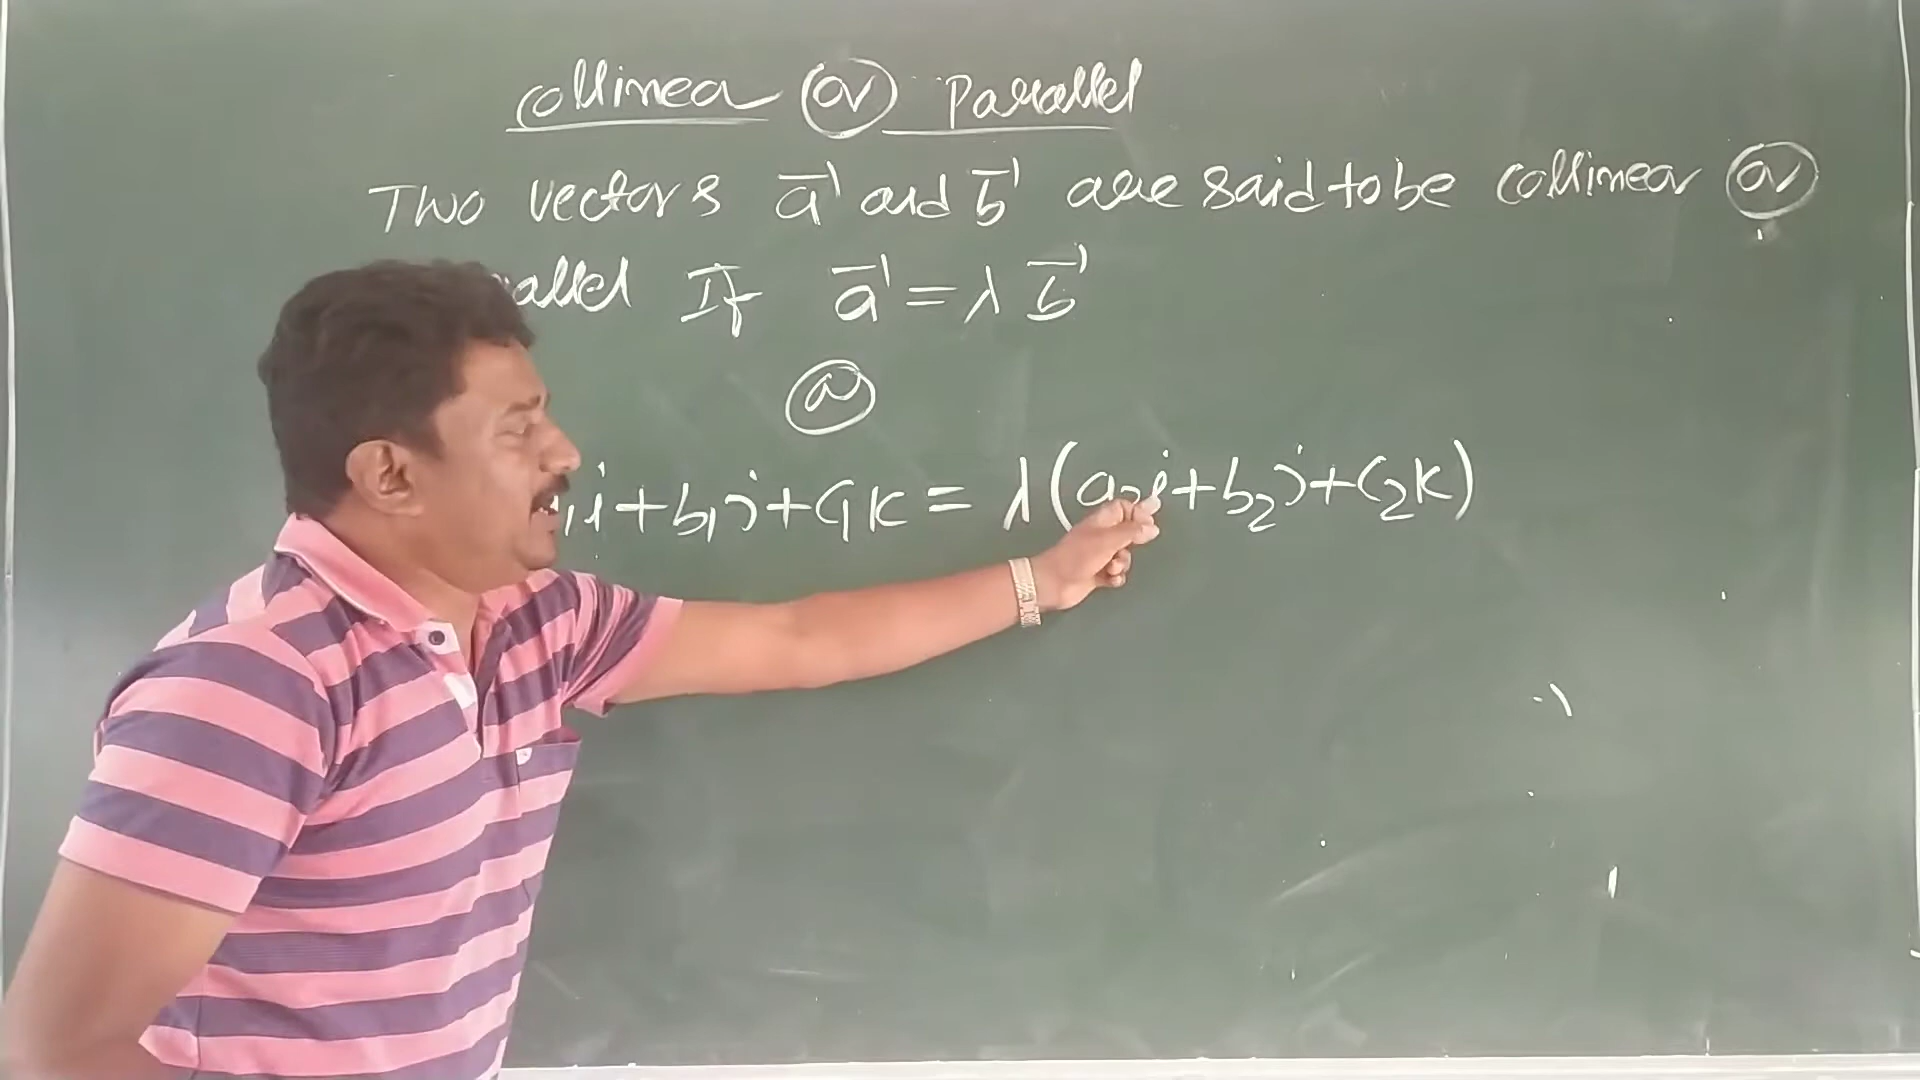 collinear (or) parallel
Two vectors a⃗ and b⃗ are said to be collinear (or)
allel If a⃗ = λ b⃗
(or)
i + b₁j + c₁k = λ(a₂i + b₂j + c₂k)